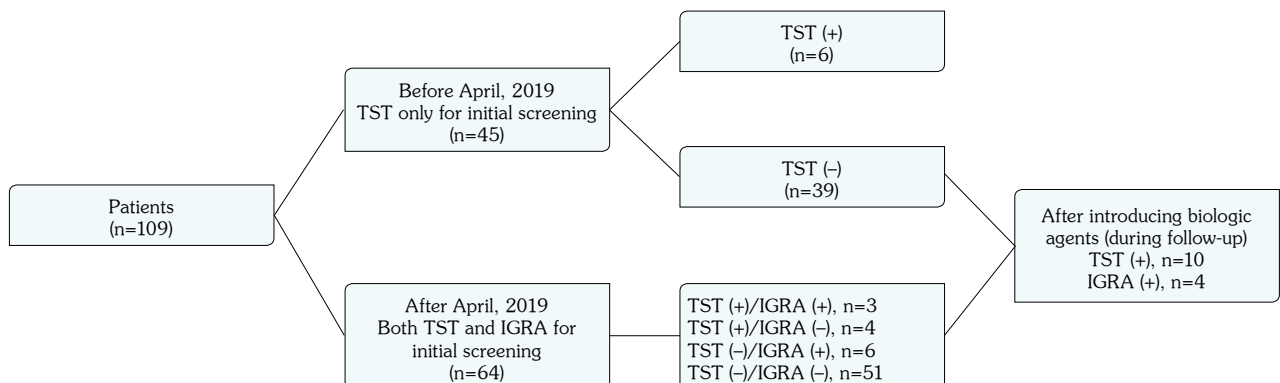 TST (+)
(n=6)
Before April, 2019
TST only for initial screening
(n=45)
TST (–)
(n=39)
Patients
(n=109)
After introducing biologic
agents (during follow-up)
TST (+), n=10
IGRA (+), n=4
After April, 2019
Both TST and IGRA for
initial screening
(n=64)
TST (+)/IGRA (+), n=3
TST (+)/IGRA (–), n=4
TST (–)/IGRA (+), n=6
TST (–)/IGRA (–), n=51